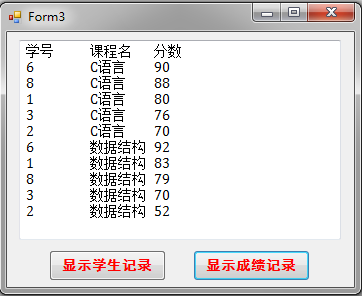 Form3
学号 课程名 分数
6 C语言 90
8 C语言 88
1 C语言 80
3 C语言 76
2 C语言 70
6 数据结构 92
1 数据结构 83
8 数据结构 79
3 数据结构 70
2 数据结构 52
显示学生记录 显示成绩记录